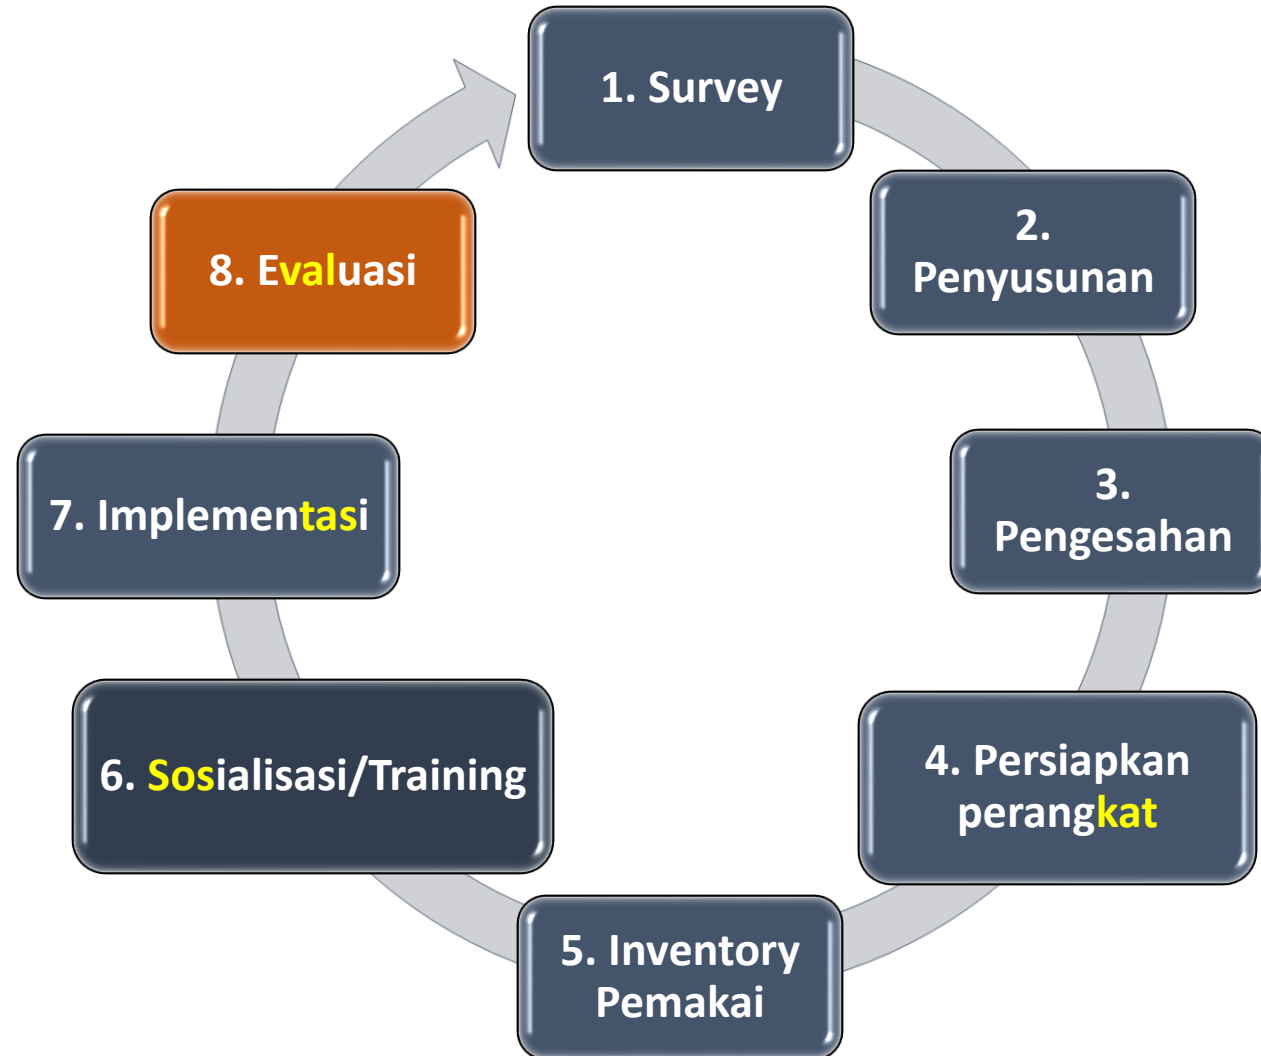 1. Survey
2.
Penyusunan
3.
Pengesahan
4. Persiapkan
perangkat
5. Inventory
Pemakai
6. Sosialisasi/Training
7. Implementasi
8. Evaluasi